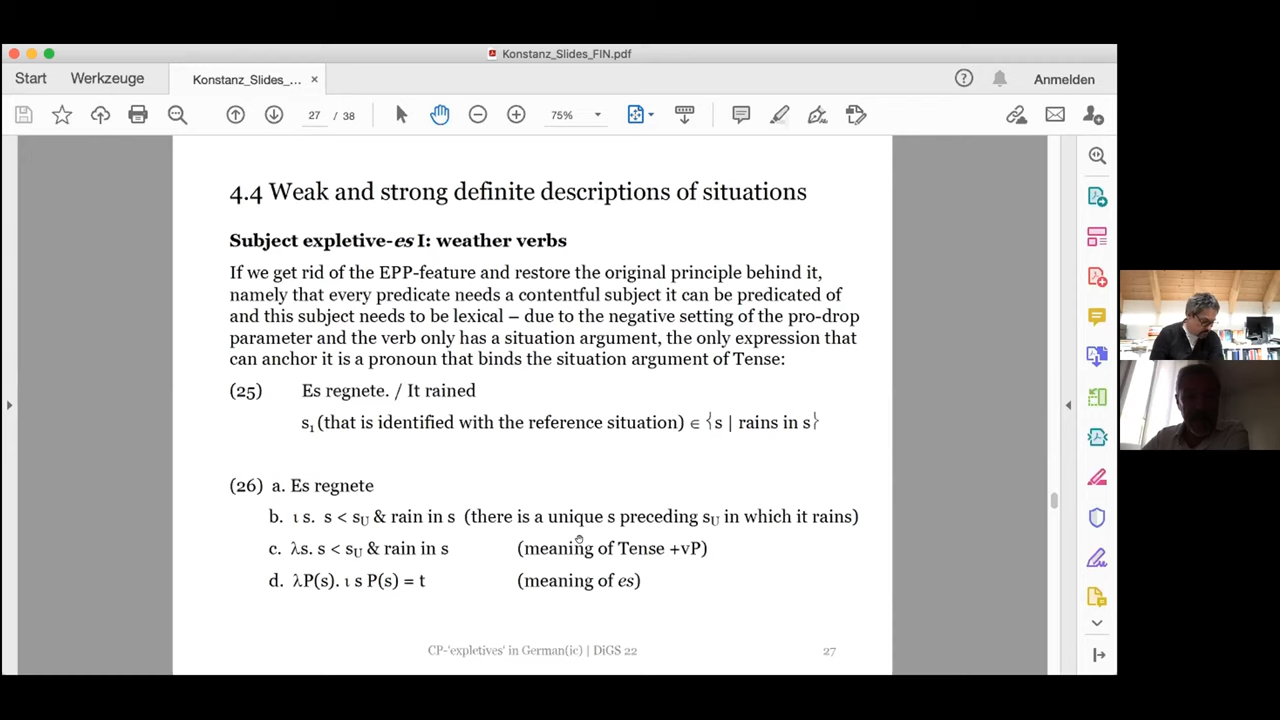 Konstanz_Slides_FIN.pdf
Start Werkzeuge Konstanz_Slides_... × Anmelden
27 / 38 75%
4.4 Weak and strong definite descriptions of situations
Subject expletive-es I: weather verbs
If we get rid of the EPP-feature and restore the original principle behind it,
namely that every predicate needs a contentful subject it can be predicated of
and this subject needs to be lexical – due to the negative setting of the pro-drop
parameter and the verb only has a situation argument, the only expression that
can anchor it is a pronoun that binds the situation argument of Tense:
(25) Es regnete. / It rained
s₁ (that is identified with the reference situation) ∈ {s | rains in s}
(26) a. Es regnete
b. ι s. s < sU & rain in s (there is a unique s preceding sU in which it rains)
c. λs. s < sU & rain in s (meaning of Tense +vP)
d. λP(s). ι s P(s) = t (meaning of es)
CP-‘expletives’ in German(ic) | DiGS 22 27